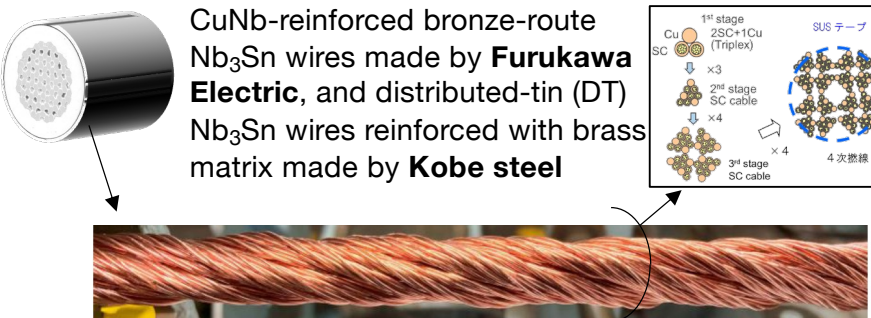 CuNb-reinforced bronze-route
Nb₃Sn wires made by Furukawa
Electric, and distributed-tin (DT)
Nb₃Sn wires reinforced with brass
matrix made by Kobe steel
1st stage
2SC+1Cu
(Triplex)
Cu
SC
×3
2nd stage
SC cable
×4
3rd stage
SC cable
×4
SUS テープ
4次撚線